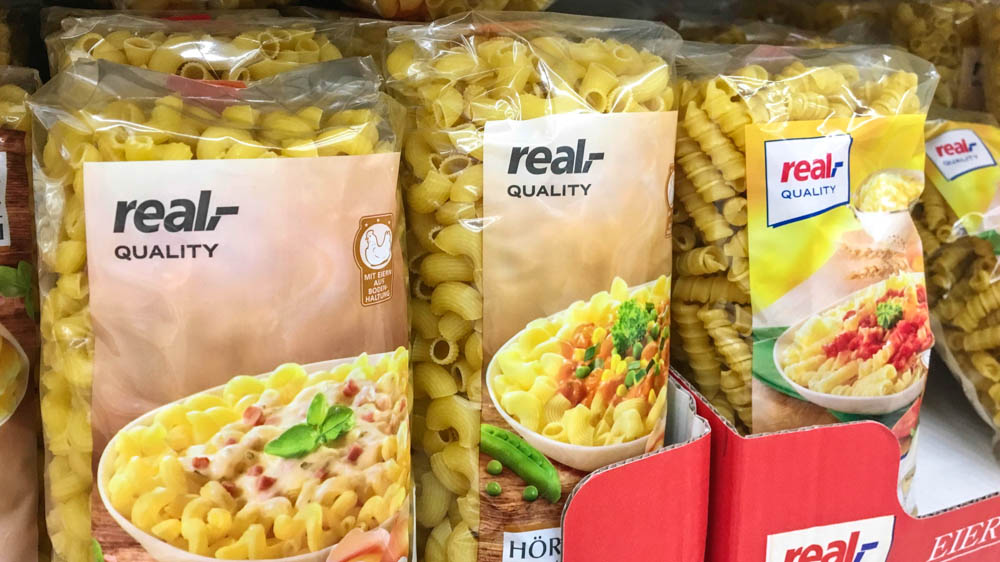 real,-
QUALITY
MIT EIERN
AUS
BODEN
HALTUNG
real,-
QUALITY
HÖR
real,-
QUALITY
real,-
QUALITY
real,-
EIER